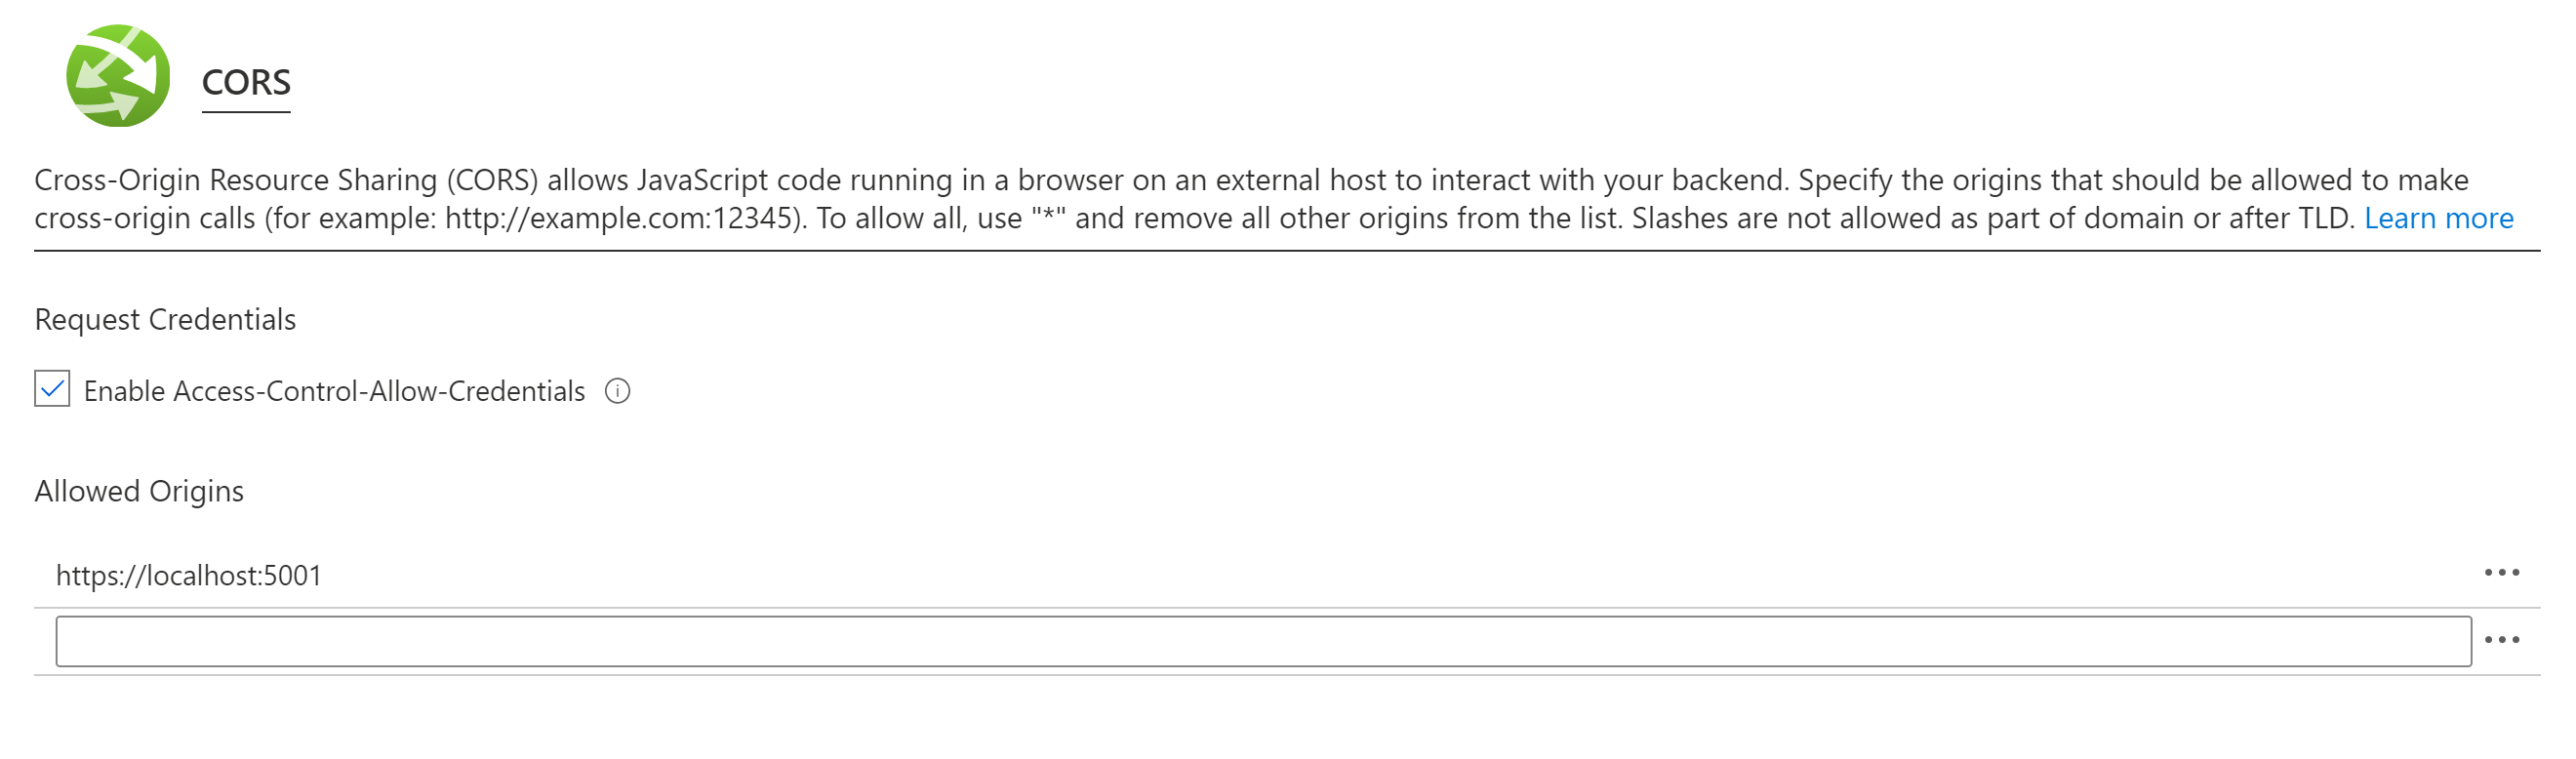 CORS
Cross-Origin Resource Sharing (CORS) allows JavaScript code running in a browser on an external host to interact with your backend. Specify the origins that should be allowed to make
cross-origin calls (for example: http://example.com:12345). To allow all, use "*" and remove all other origins from the list. Slashes are not allowed as part of domain or after TLD. Learn more
Request Credentials
Enable Access-Control-Allow-Credentials
Allowed Origins
https://localhost:5001